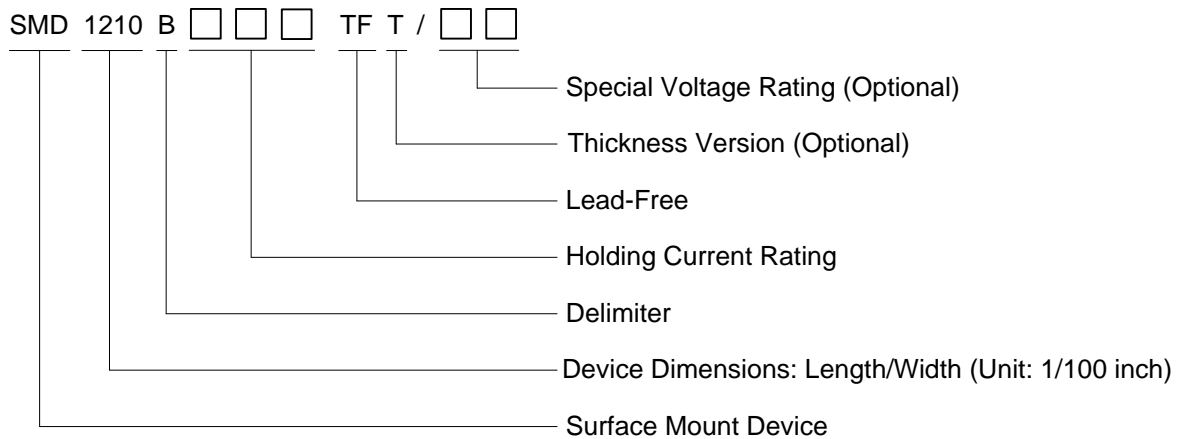 SMD 1210 B □ □ □ TF T / □ □
Special Voltage Rating (Optional)
Thickness Version (Optional)
Lead-Free
Holding Current Rating
Delimiter
Device Dimensions: Length/Width (Unit: 1/100 inch)
Surface Mount Device